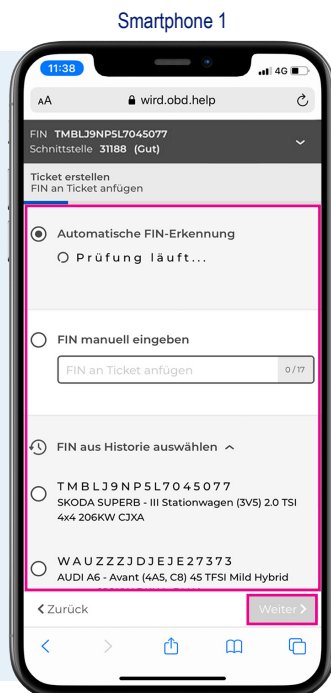 Smartphone 1
11:38
4G
AA
wird.obd.help
FIN TMBLJ9NP5L7045077
Schnittstelle 31188 (Gut)
Ticket erstellen
FIN an Ticket anfügen
Automatische FIN-Erkennung
Prüfung läuft...
FIN manuell eingeben
FIN an Ticket anfügen
0/17
FIN aus Historie auswählen
TMBLJ9NP5L7045077
SKODA SUPERB - III Stationwagen (3V5) 2.0 TSI
4x4 206KW CJXA
WAUZZZJDJEJE27373
AUDI A6 - Avant (4A5, C8) 45 TFSI Mild Hybrid
Zurück
Weiter